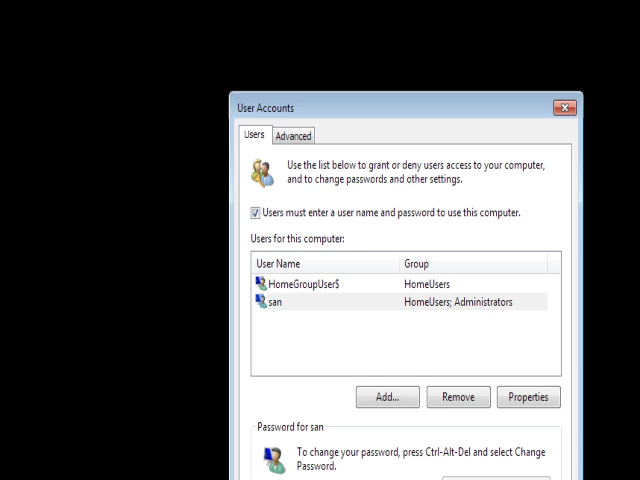 User Accounts
Users
Advanced
Use the list below to grant or deny users access to your computer,
and to change passwords and other settings.
Users must enter a user name and password to use this computer.
Users for this computer:
User Name Group
HomeGroupUser$ HomeUsers
san HomeUsers; Administrators
Add... Remove Properties
Password for san
To change your password, press Ctrl-Alt-Del and select Change
Password.